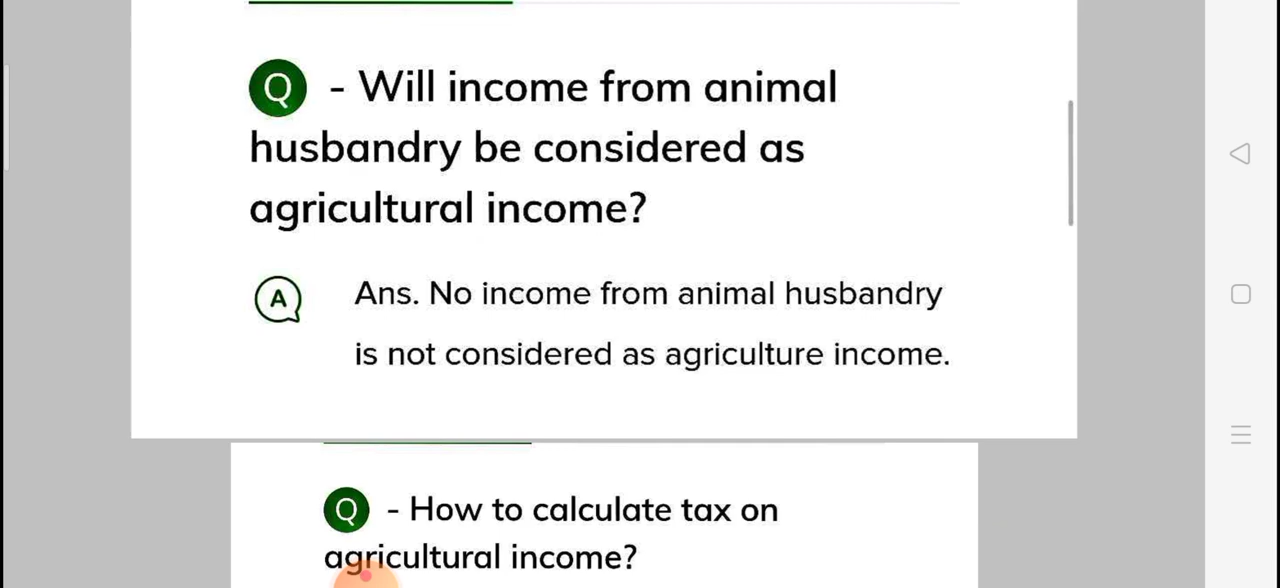 Q - Will income from animal
husbandry be considered as
agricultural income?
A Ans. No income from animal husbandry
is not considered as agriculture income.
Q - How to calculate tax on
agricultural income?